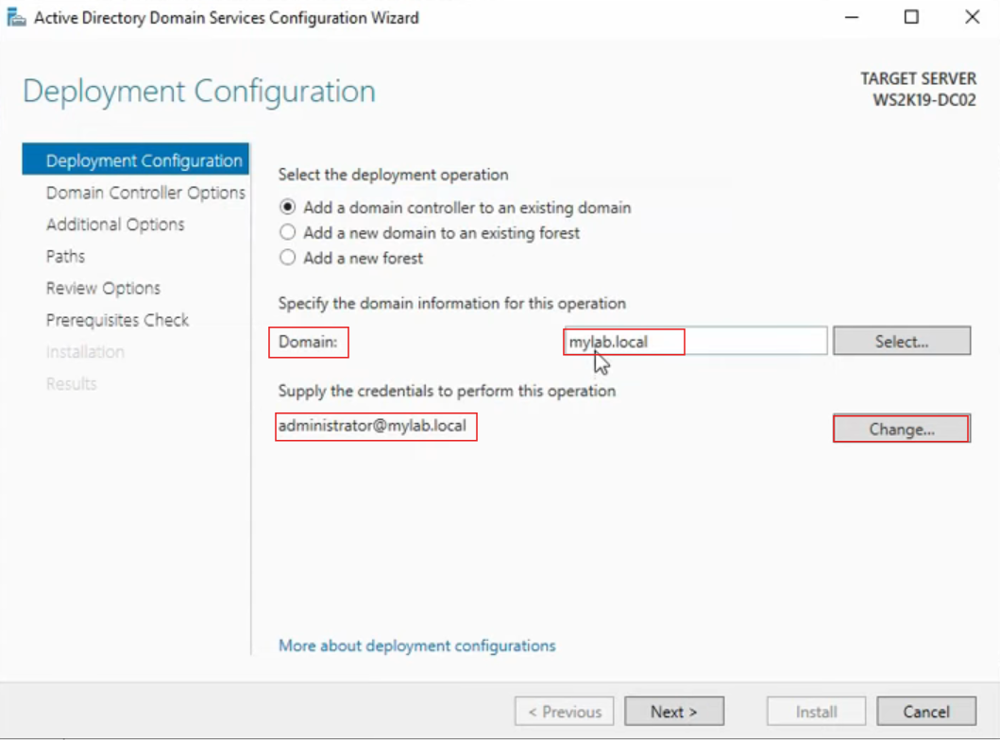 Active Directory Domain Services Configuration Wizard
Deployment Configuration
TARGET SERVER
WS2K19-DC02
Deployment Configuration
Domain Controller Options
Additional Options
Paths
Review Options
Prerequisites Check
Installation
Results
Select the deployment operation
Add a domain controller to an existing domain
Add a new domain to an existing forest
Add a new forest
Specify the domain information for this operation
Domain:
mylab.local
Select...
Supply the credentials to perform this operation
administrator@mylab.local
Change...
More about deployment configurations
< Previous
Next >
Install
Cancel